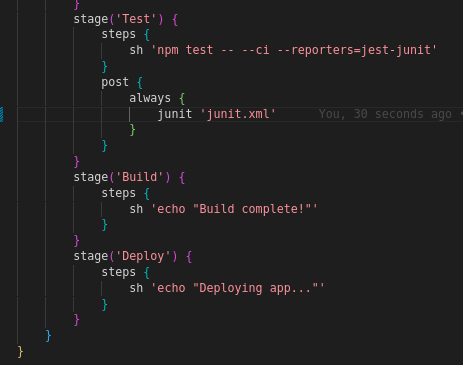 }
        stage('Test') {
            steps {
                sh 'npm test -- --ci --reporters=jest-junit'
            }
            post {
                always {
                    junit 'junit.xml'      You, 30 seconds ago •
                }
            }
        }
        stage('Build') {
            steps {
                sh 'echo "Build complete!"'
            }
        }
        stage('Deploy') {
            steps {
                sh 'echo "Deploying app..."'
            }
        }
    }
}